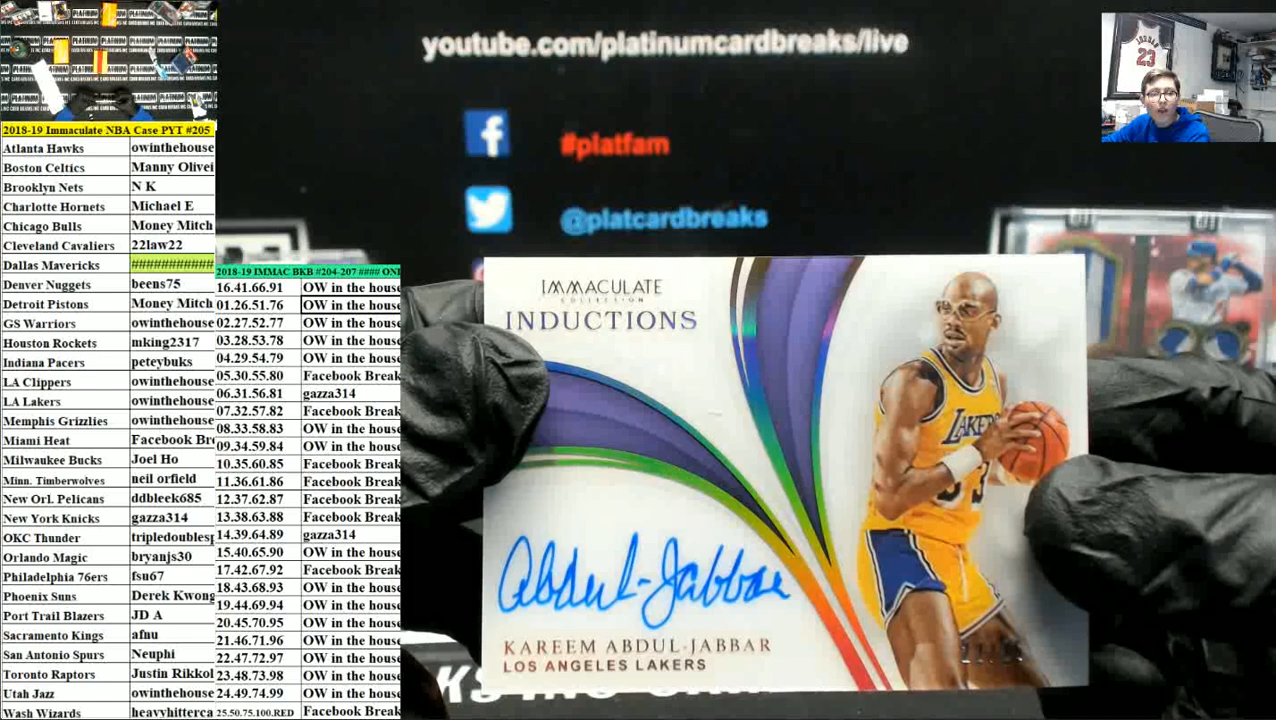 youtube.com/platinumcardbreaks/live
#platfam
@platcardbreaks
JORDAN
23
2018-19 Immaculate NBA Case PYT #205
Atlanta Hawks owinthehouse
Boston Celtics Manny Olivei
Brooklyn Nets N K
Charlotte Hornets Michael E
Chicago Bulls Money Mitch
Cleveland Cavaliers 22law22
Dallas Mavericks ############
Denver Nuggets beens75
Detroit Pistons Money Mitch
GS Warriors owinthehouse
Houston Rockets mking2317
Indiana Pacers peteybuks
LA Clippers owinthehouse
LA Lakers owinthehouse
Memphis Grizzlies owinthehouse
Miami Heat Facebook Bre
Milwaukee Bucks Joel Ho
Minn. Timberwolves neil orfield
New Orl. Pelicans ddbleek685
New York Knicks gazza314
OKC Thunder tripledoublesp
Orlando Magic bryanjs30
Philadelphia 76ers fsu67
Phoenix Suns Derek Kwong
Port Trail Blazers JD A
Sacramento Kings afnu
San Antonio Spurs Neuphi
Toronto Raptors Justin Rikkol
Utah Jazz owinthehouse
Wash Wizards heavyhitterca
2018-19 IMMAC BKB #204-207 #### ONL
16.41.66.91 OW in the house
01.26.51.76 OW in the house
02.27.52.77 OW in the house
03.28.53.78 OW in the house
04.29.54.79 OW in the house
05.30.55.80 Facebook Break
06.31.56.81 gazza314
07.32.57.82 Facebook Break
08.33.58.83 OW in the house
09.34.59.84 OW in the house
10.35.60.85 Facebook Break
11.36.61.86 Facebook Break
12.37.62.87 Facebook Break
13.38.63.88 Facebook Break
14.39.64.89 gazza314
15.40.65.90 OW in the house
17.42.67.92 Facebook Break
18.43.68.93 OW in the house
19.44.69.94 OW in the house
20.45.70.95 OW in the house
21.46.71.96 OW in the house
22.47.72.97 OW in the house
23.48.73.98 OW in the house
24.49.74.99 OW in the house
25.50.75.100.RED Facebook Break
IMMACULATE
COLLECTION
INDUCTIONS
LAKERS
Abdul-Jabbar
KAREEM ABDUL-JABBAR
LOS ANGELES LAKERS